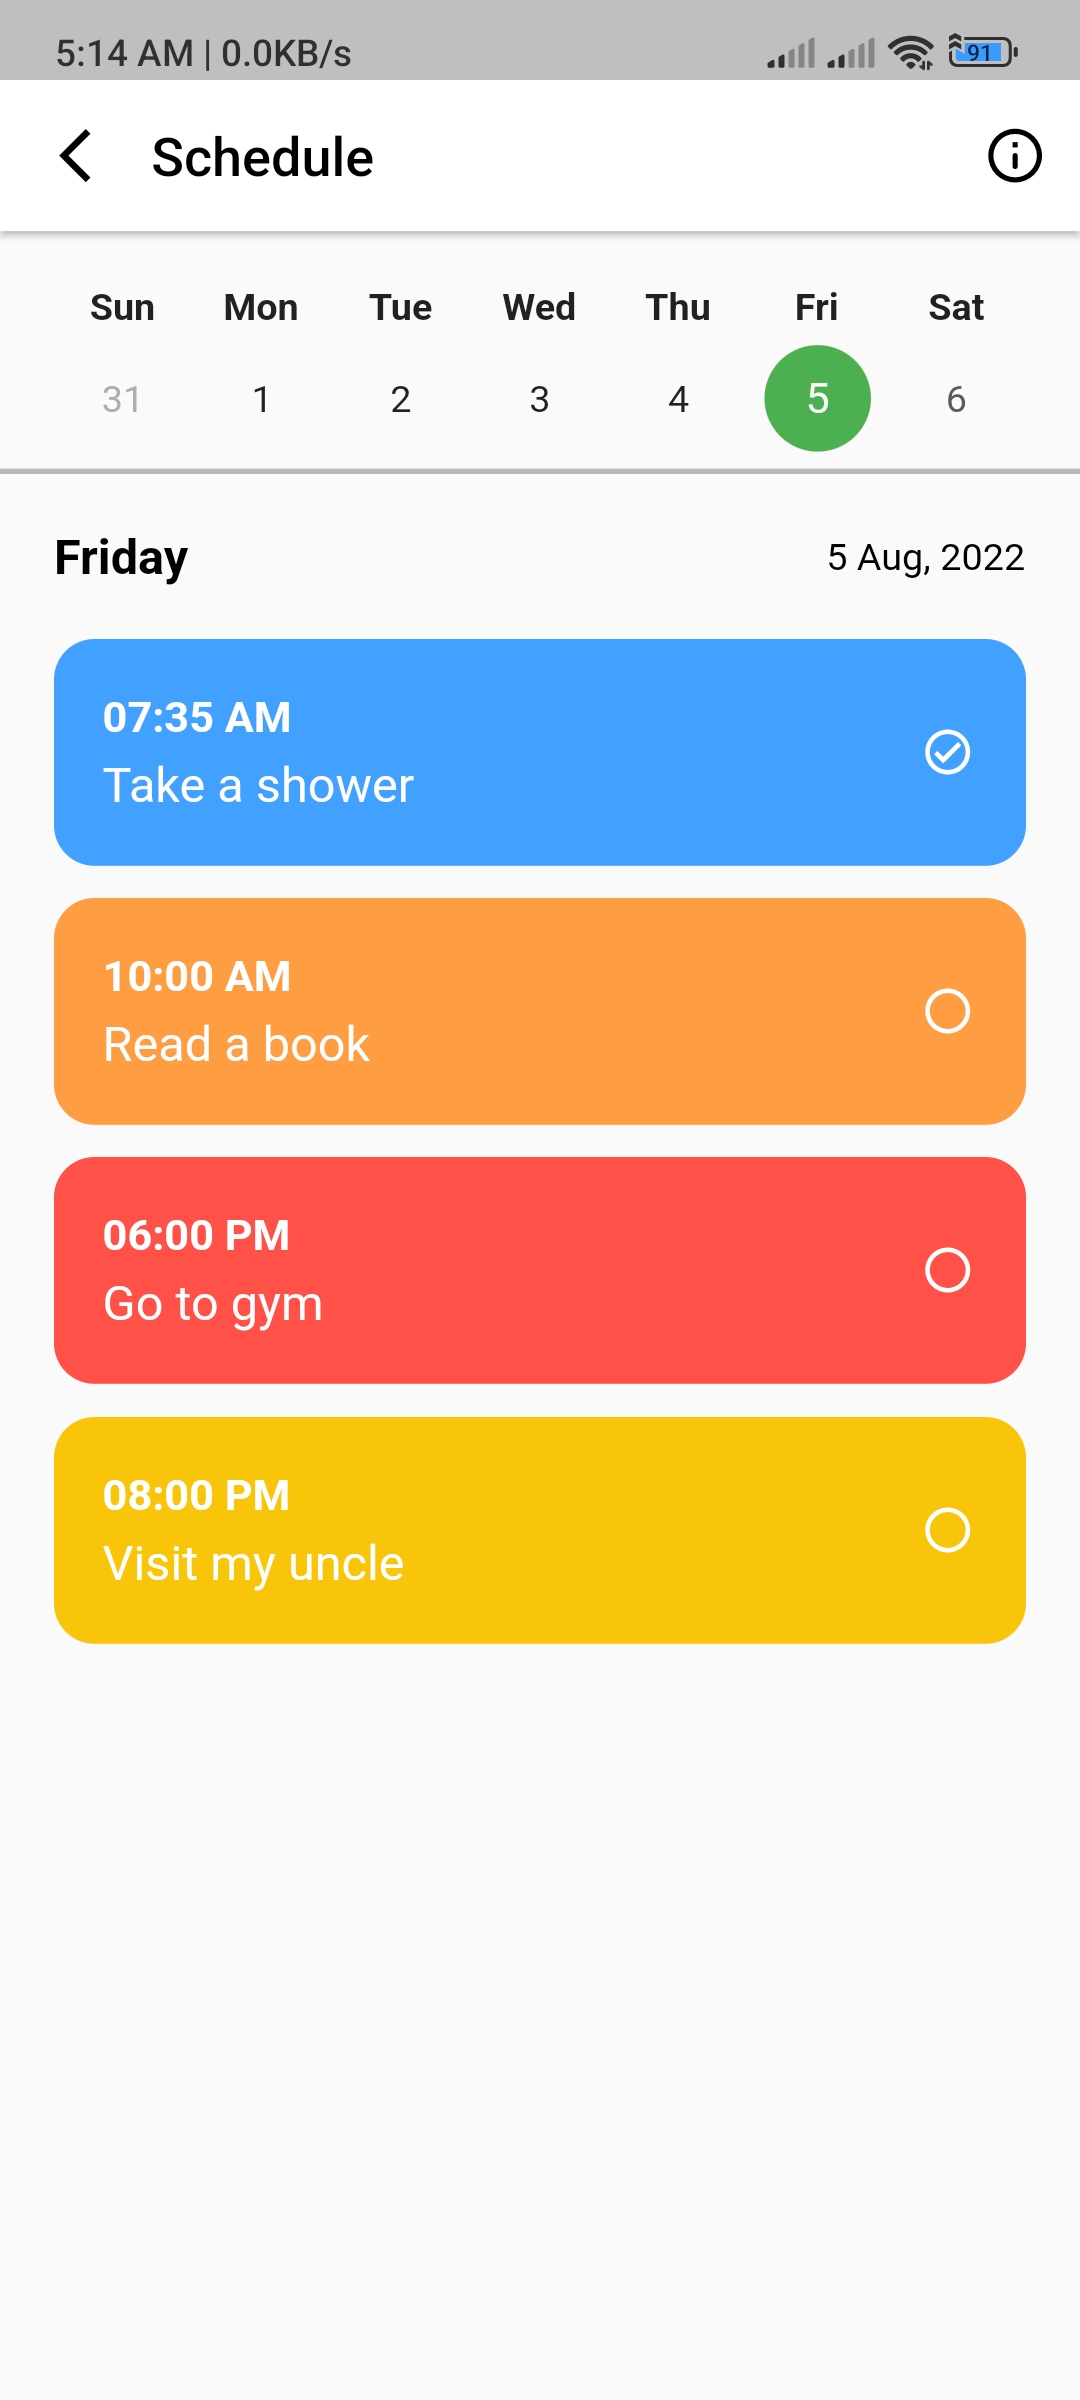 5:14 AM | 0.0KB/s 91
Schedule
Sun Mon Tue Wed Thu Fri Sat
31 1 2 3 4 5 6
Friday 5 Aug, 2022
07:35 AM
Take a shower
10:00 AM
Read a book
06:00 PM
Go to gym
08:00 PM
Visit my uncle